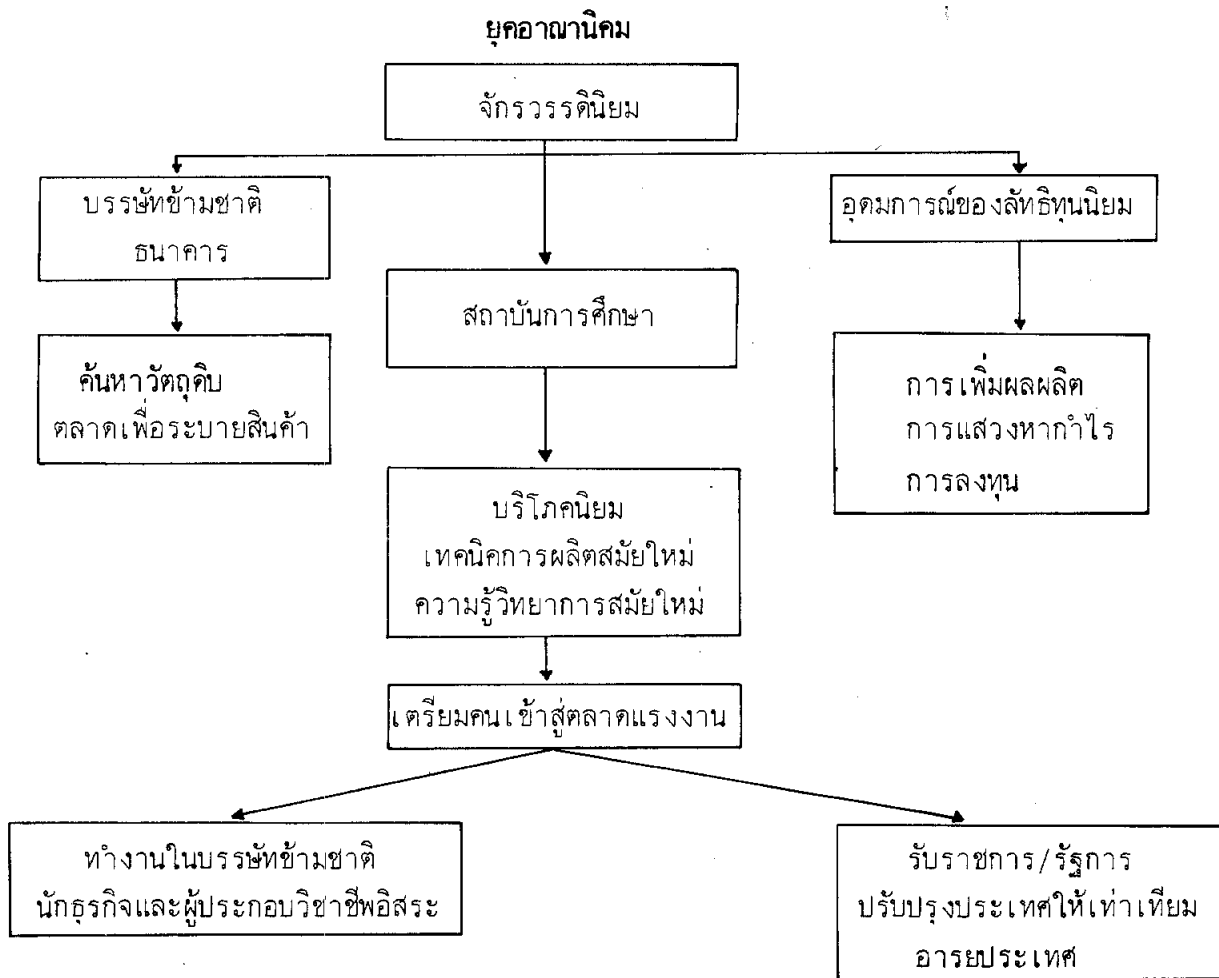 ยุคอาณานิคม
จักรวรรดินิยม
บรรษัทข้ามชาติ
ธนาคาร
อุดมการณ์ของลัทธิทุนนิยม
สถาบันการศึกษา
ค้นหาวัตถุดิบ
ตลาดเพื่อระบายสินค้า
การเพิ่มผลผลิต
การแสวงหากำไร
การลงทุน
บริโภคนิยม
เทคนิคการผลิตสมัยใหม่
ความรู้วิทยาการสมัยใหม่
เตรียมคนเข้าสู่ตลาดแรงงาน
ทำงานในบรรษัทข้ามชาติ
นักธุรกิจและผู้ประกอบวิชาชีพอิสระ
รับราชการ/รัฐการ
ปรับปรุงประเทศให้เท่าเทียม
อารยประเทศ